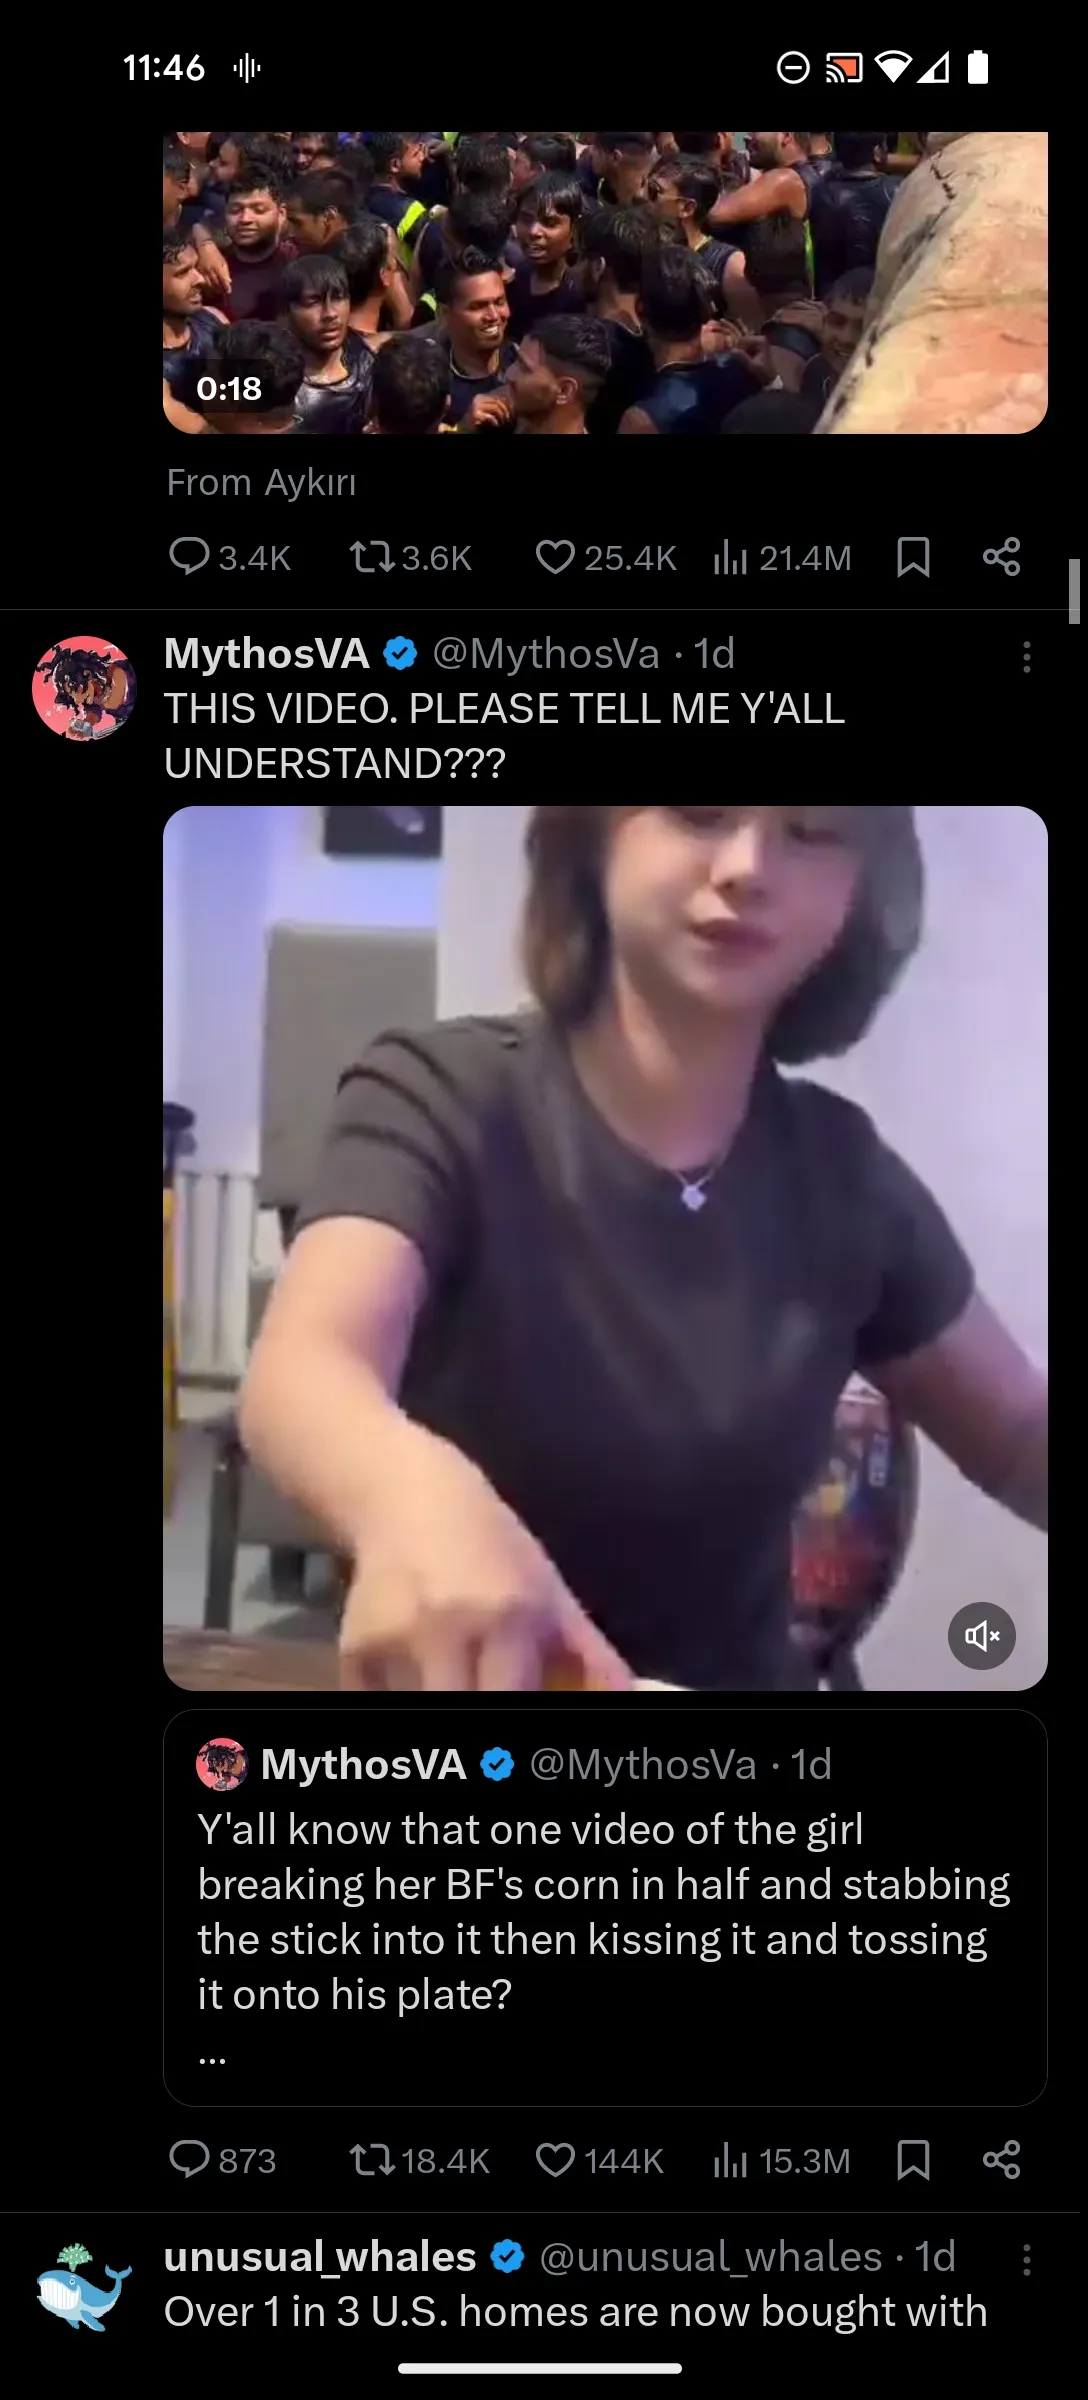 11:46
0:18
From Aykırı
3.4K 3.6K 25.4K 21.4M
MythosVA @MythosVa · 1d
THIS VIDEO. PLEASE TELL ME Y'ALL
UNDERSTAND???
MythosVA @MythosVa · 1d
Y'all know that one video of the girl
breaking her BF's corn in half and stabbing
the stick into it then kissing it and tossing
it onto his plate?
...
873 18.4K 144K 15.3M
unusual_whales @unusual_whales · 1d
Over 1 in 3 U.S. homes are now bought with